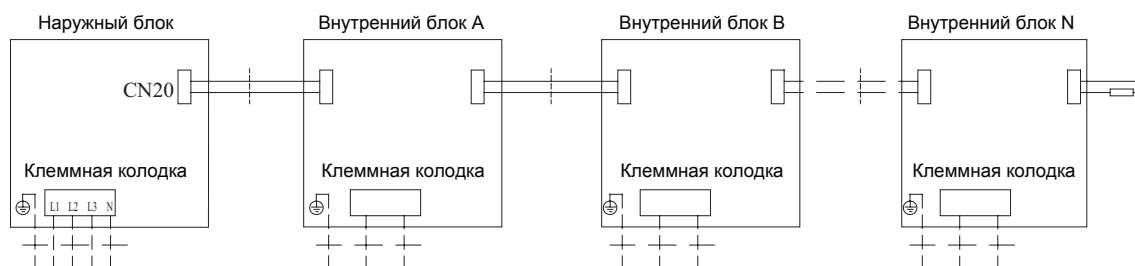 Наружный блок
Внутренний блок A
Внутренний блок B
Внутренний блок N
CN20
Клеммная колодка
Клеммная колодка
Клеммная колодка
Клеммная колодка
L1 L2 L3 N